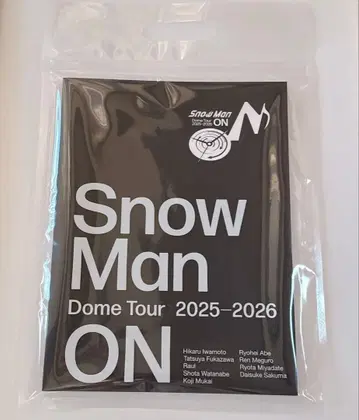 Snow Man
Dome Tour
2025-2026 ON
Snow
Man
Dome Tour 2025–2026
ON
Hikaru Iwamoto
Tatsuya Fukazawa
Raul
Shota Watanabe
Koji Mukai
Ryohei Abe
Ren Meguro
Ryota Miyadate
Daisuke Sakuma